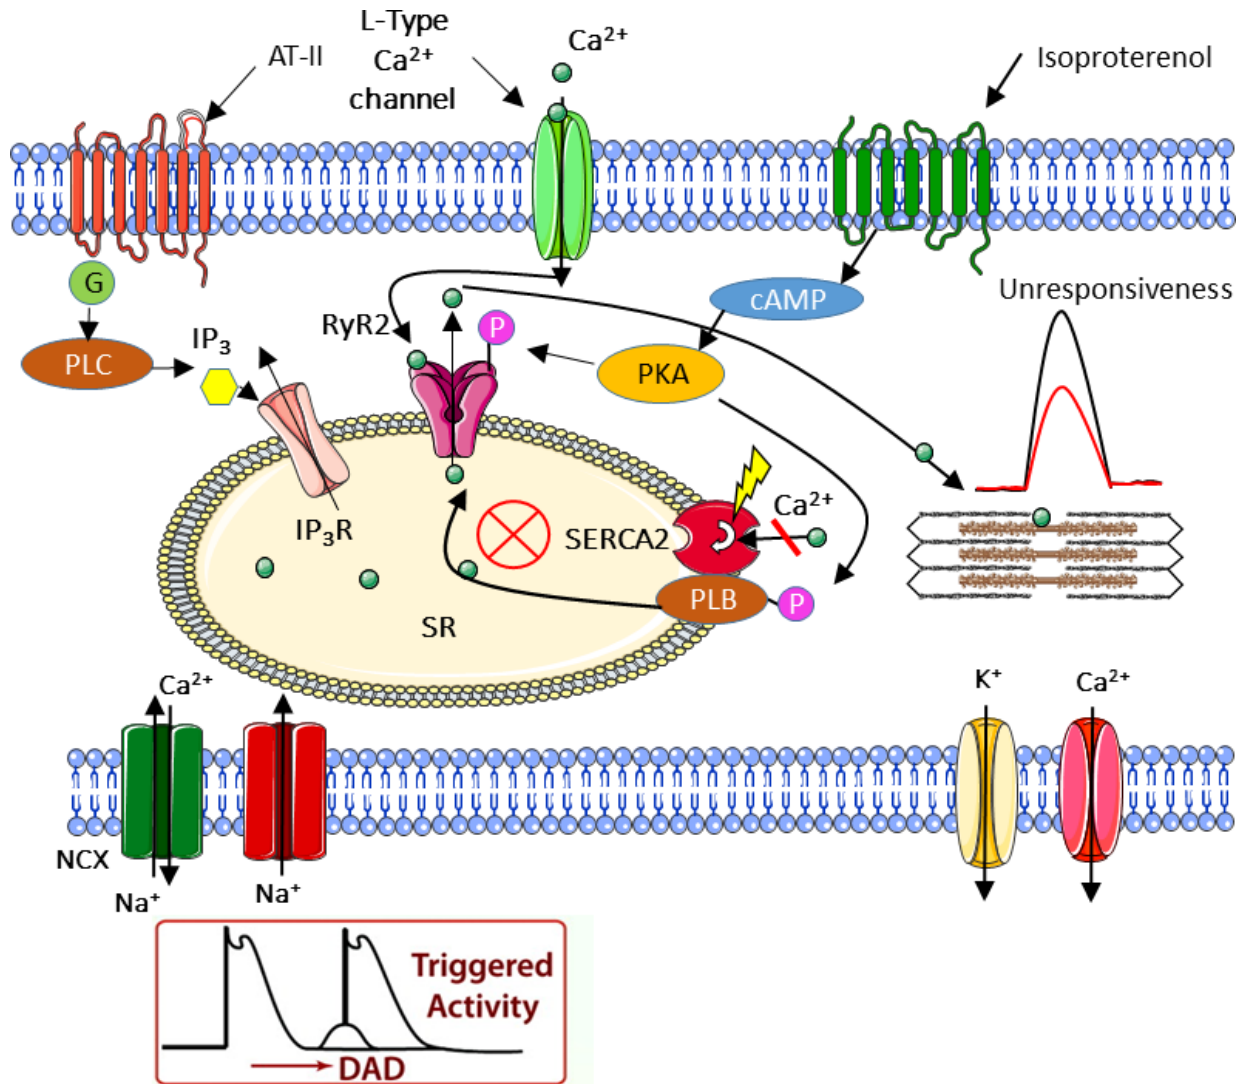 L-Type
Ca²⁺
channel
AT-II
Ca²⁺
Isoproterenol
G
PLC
IP₃
RyR2
P
cAMP
PKA
Unresponsiveness
IP₃R
SERCA2
Ca²⁺
PLB
P
SR
Ca²⁺
K⁺
Ca²⁺
NCX
Na⁺
Na⁺
Triggered
Activity
DAD